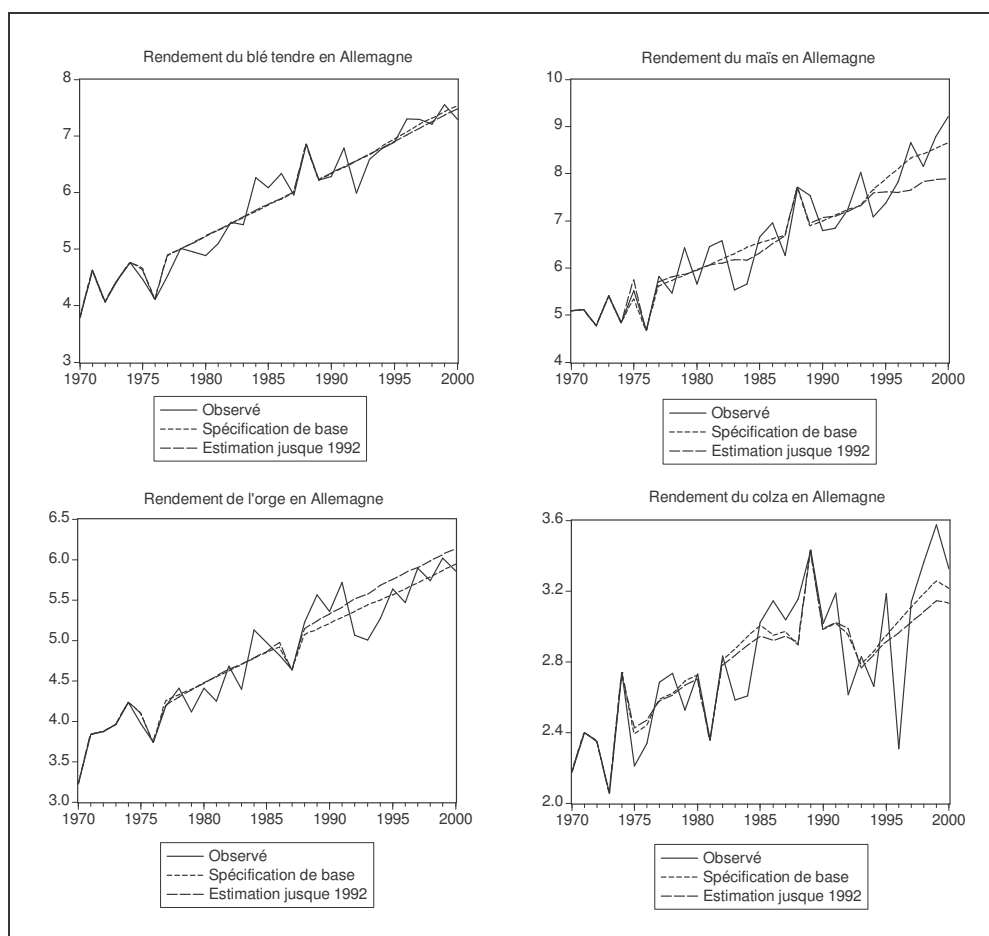 Rendement du blé tendre en Allemagne
8
7
6
5
4
3
1970 1975 1980 1985 1990 1995 2000
Observé
Spécification de base
Estimation jusque 1992
Rendement du maïs en Allemagne
10
9
8
7
6
5
4
1970 1975 1980 1985 1990 1995 2000
Observé
Spécification de base
Estimation jusque 1992
Rendement de l'orge en Allemagne
6.5
6.0
5.5
5.0
4.5
4.0
3.5
3.0
1970 1975 1980 1985 1990 1995 2000
Observé
Spécification de base
Estimation jusque 1992
Rendement du colza en Allemagne
3.6
3.2
2.8
2.4
2.0
1970 1975 1980 1985 1990 1995 2000
Observé
Spécification de base
Estimation jusque 1992